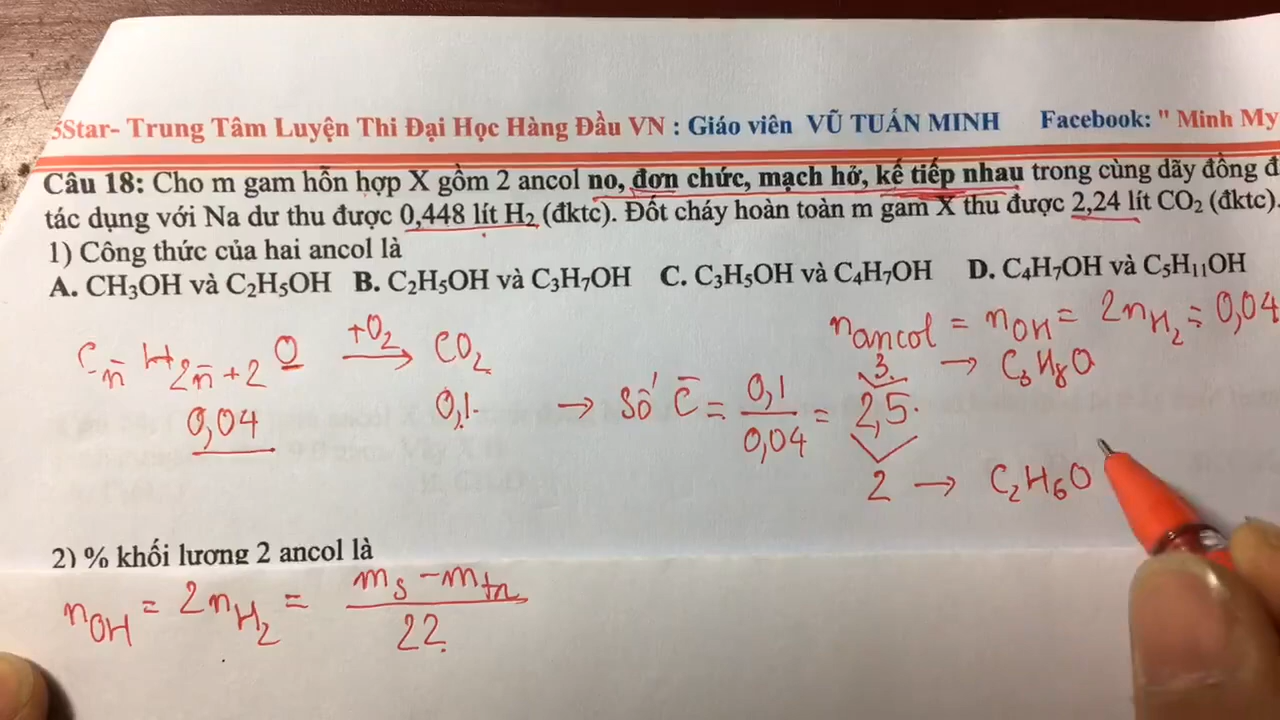 5Star- Trung Tâm Luyện Thi Đại Học Hàng Đầu VN : Giáo viên VŨ TUẤN MINH Facebook: " Minh My
Câu 18: Cho m gam hỗn hợp X gồm 2 ancol no, đơn chức, mạch hở, kế tiếp nhau trong cùng dãy đồng đ
tác dụng với Na dư thu được 0,448 lít H₂ (đktc). Đốt cháy hoàn toàn m gam X thu được 2,24 lít CO₂ (đktc).
1) Công thức của hai ancol là
A. CH₃OH và C₂H₅OH B. C₂H₅OH và C₃H₇OH C. C₃H₅OH và C₄H₇OH D. C₄H₇OH và C₅H₁₁OH
n ancol = nOH = 2nH₂ = 0,04
Cn̄ H2n̄+2 O +O₂ → CO₂
3 → C₃H₈O
0,04 0,1 → Số C̄ = 0,1/0,04 = 2,5
2 → C₂H₆O
2) % khối lương 2 ancol là
nOH = 2nH₂ = (ms – mtn)/22